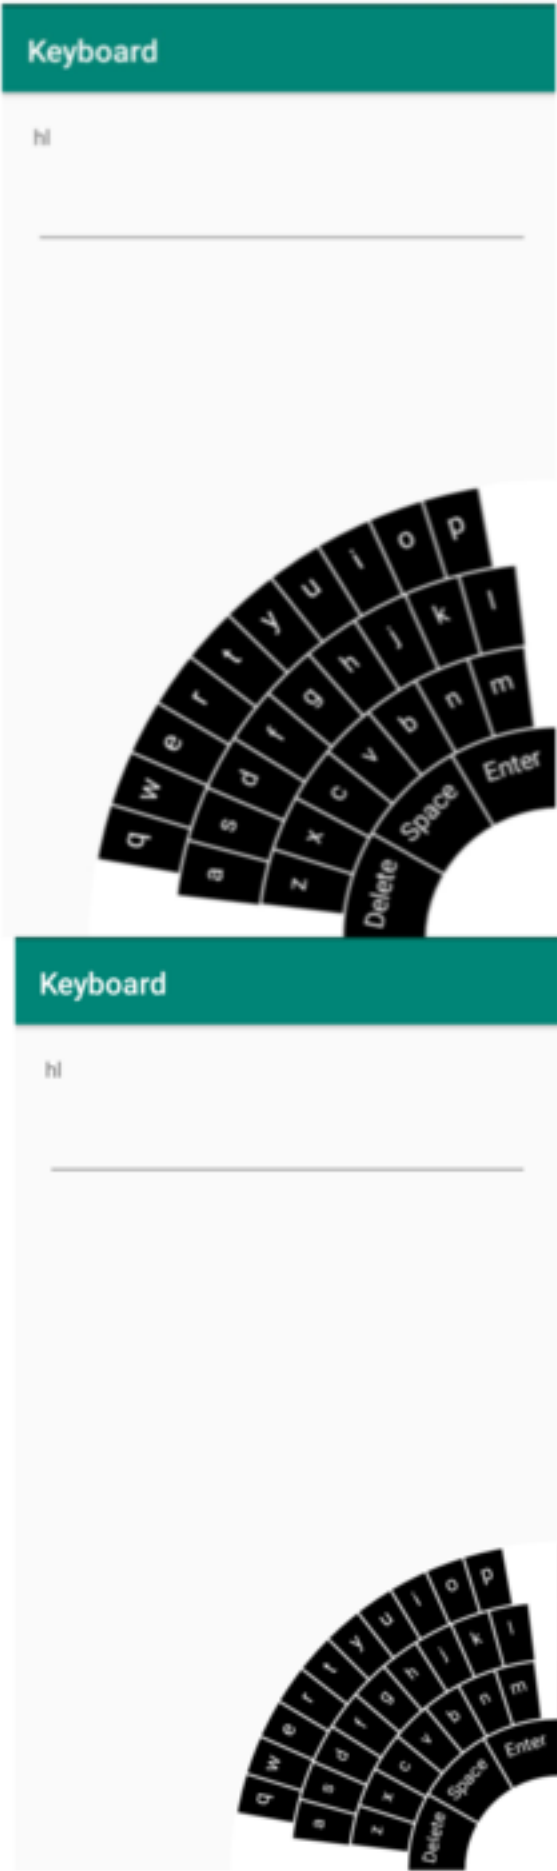 Keyboard
hl
q w e r t y u i o p
a s d f g h j k l
z x c v b n m
Delete Space Enter
Keyboard
hl
q w e r t y u i o p
a s d f g h j k l
z x c v b n m
Delete Space Enter